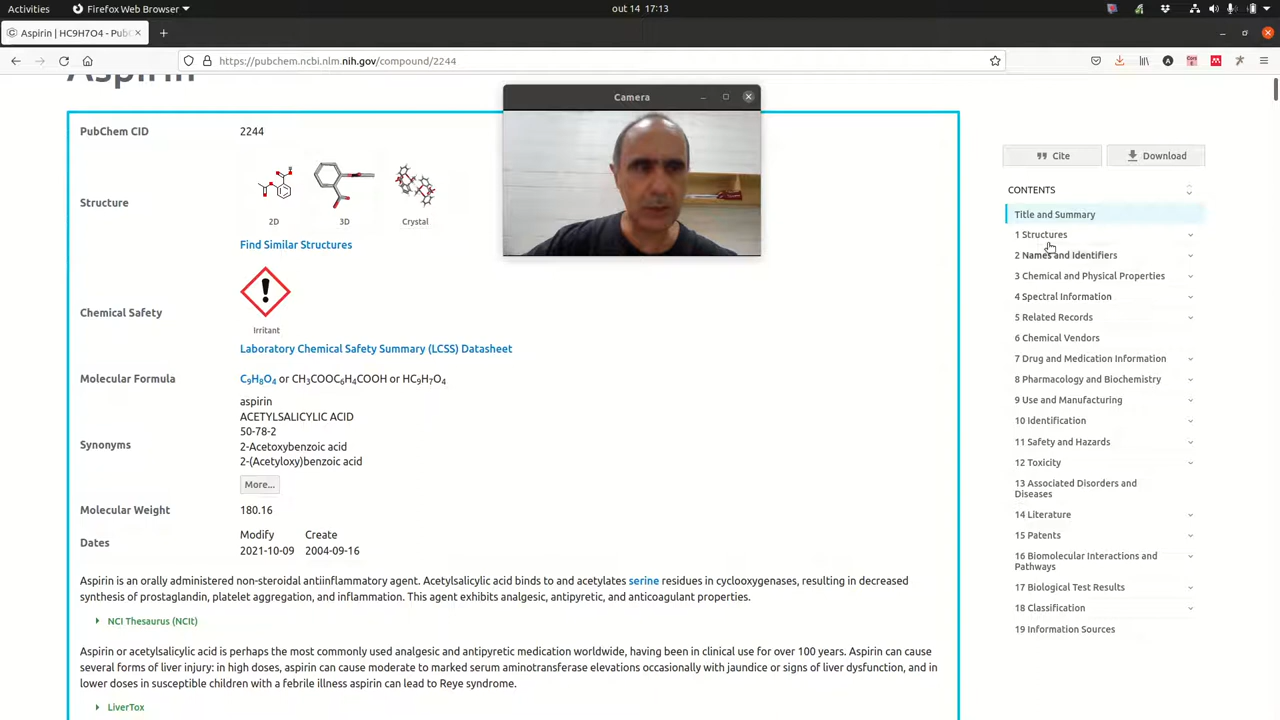 Activities
Firefox Web Browser
out 14 17:13
Aspirin | HC9H7O4 - PubC
https://pubchem.ncbi.nlm.nih.gov/compound/2244
Aspirin
Camera
PubChem CID
2244
Structure
2D
3D
Crystal
Find Similar Structures
Chemical Safety
Irritant
Laboratory Chemical Safety Summary (LCSS) Datasheet
Molecular Formula
C₉H₈O₄ or CH₃COOC₆H₄COOH or HC₉H₇O₄
Synonyms
aspirin
ACETYLSALICYLIC ACID
50-78-2
2-Acetoxybenzoic acid
2-(Acetyloxy)benzoic acid
More...
Molecular Weight
180.16
Dates
Modify Create
2021-10-09 2004-09-16
Aspirin is an orally administered non-steroidal antiinflammatory agent. Acetylsalicylic acid binds to and acetylates serine residues in cyclooxygenases, resulting in decreased
synthesis of prostaglandin, platelet aggregation, and inflammation. This agent exhibits analgesic, antipyretic, and anticoagulant properties.
NCI Thesaurus (NCIt)
Aspirin or acetylsalicylic acid is perhaps the most commonly used analgesic and antipyretic medication worldwide, having been in clinical use for over 100 years. Aspirin can cause
several forms of liver injury: in high doses, aspirin can cause moderate to marked serum aminotransferase elevations occasionally with jaundice or signs of liver dysfunction, and in
lower doses in susceptible children with a febrile illness aspirin can lead to Reye syndrome.
LiverTox
Cite
Download
CONTENTS
Title and Summary
1 Structures
2 Names and Identifiers
3 Chemical and Physical Properties
4 Spectral Information
5 Related Records
6 Chemical Vendors
7 Drug and Medication Information
8 Pharmacology and Biochemistry
9 Use and Manufacturing
10 Identification
11 Safety and Hazards
12 Toxicity
13 Associated Disorders and
Diseases
14 Literature
15 Patents
16 Biomolecular Interactions and
Pathways
17 Biological Test Results
18 Classification
19 Information Sources